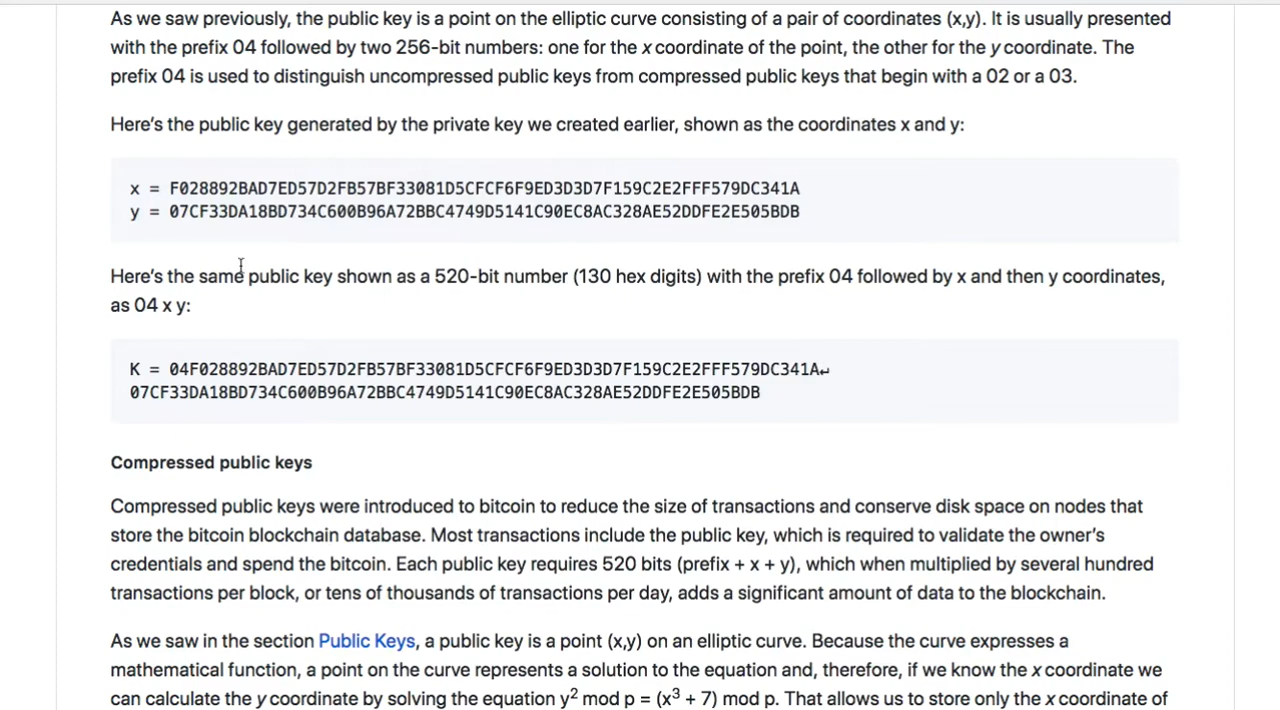 As we saw previously, the public key is a point on the elliptic curve consisting of a pair of coordinates (x,y). It is usually presented
with the prefix 04 followed by two 256-bit numbers: one for the x coordinate of the point, the other for the y coordinate. The
prefix 04 is used to distinguish uncompressed public keys from compressed public keys that begin with a 02 or a 03.
Here's the public key generated by the private key we created earlier, shown as the coordinates x and y:
x = F028892BAD7ED57D2FB57BF33081D5CFCF6F9ED3D3D7F159C2E2FFF579DC341A
y = 07CF33DA18BD734C600B96A72BBC4749D5141C90EC8AC328AE52DDFE2E505BDB
Here's the same public key shown as a 520-bit number (130 hex digits) with the prefix 04 followed by x and then y coordinates,
as 04 x y:
K = 04F028892BAD7ED57D2FB57BF33081D5CFCF6F9ED3D3D7F159C2E2FFF579DC341A↵
07CF33DA18BD734C600B96A72BBC4749D5141C90EC8AC328AE52DDFE2E505BDB
Compressed public keys
Compressed public keys were introduced to bitcoin to reduce the size of transactions and conserve disk space on nodes that
store the bitcoin blockchain database. Most transactions include the public key, which is required to validate the owner's
credentials and spend the bitcoin. Each public key requires 520 bits (prefix + x + y), which when multiplied by several hundred
transactions per block, or tens of thousands of transactions per day, adds a significant amount of data to the blockchain.
As we saw in the section Public Keys, a public key is a point (x,y) on an elliptic curve. Because the curve expresses a
mathematical function, a point on the curve represents a solution to the equation and, therefore, if we know the x coordinate we
can calculate the y coordinate by solving the equation y² mod p = (x³ + 7) mod p. That allows us to store only the x coordinate of